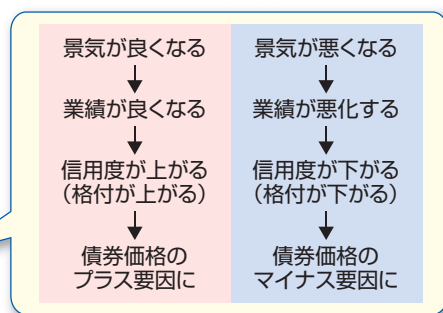 景気が良くなる
業績が良くなる
信用度が上がる
(格付が上がる)
債券価格の
プラス要因に
景気が悪くなる
業績が悪化する
信用度が下がる
(格付が下がる)
債券価格の
マイナス要因に